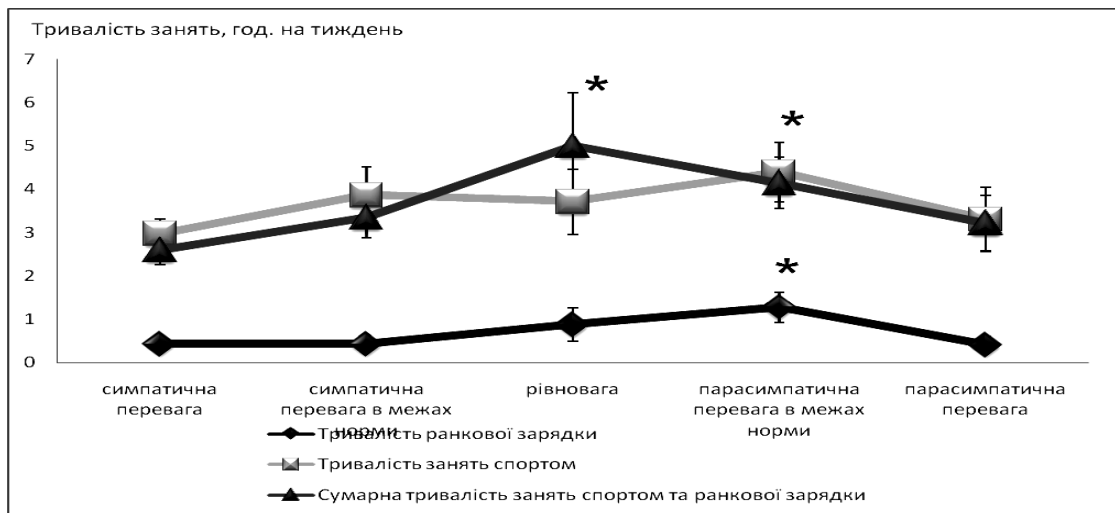 Тривалість занять, год. на тиждень
7
6
5
4
3
2
1
0
*
*
*
симпатична перевага
симпатична перевага в межах норми
рівновага
парасимпатична перевага в межах норми
парасимпатична перевага
Тривалість ранкової зарядки
Тривалість занять спортом
Сумарна тривалість занять спортом та ранкової зарядки